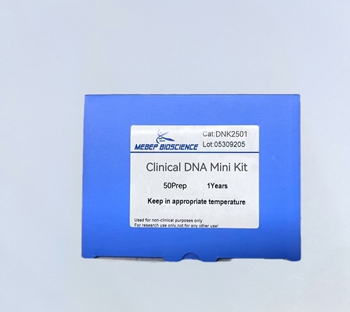 Cat:DNK2501
MEBEP BIOSCIENCE
Lot:05309205
Clinical DNA Mini Kit
50Prep 1Years
Keep in appropriate temperature
Used for non-clinical purposes only
For research use only,not for any other use!